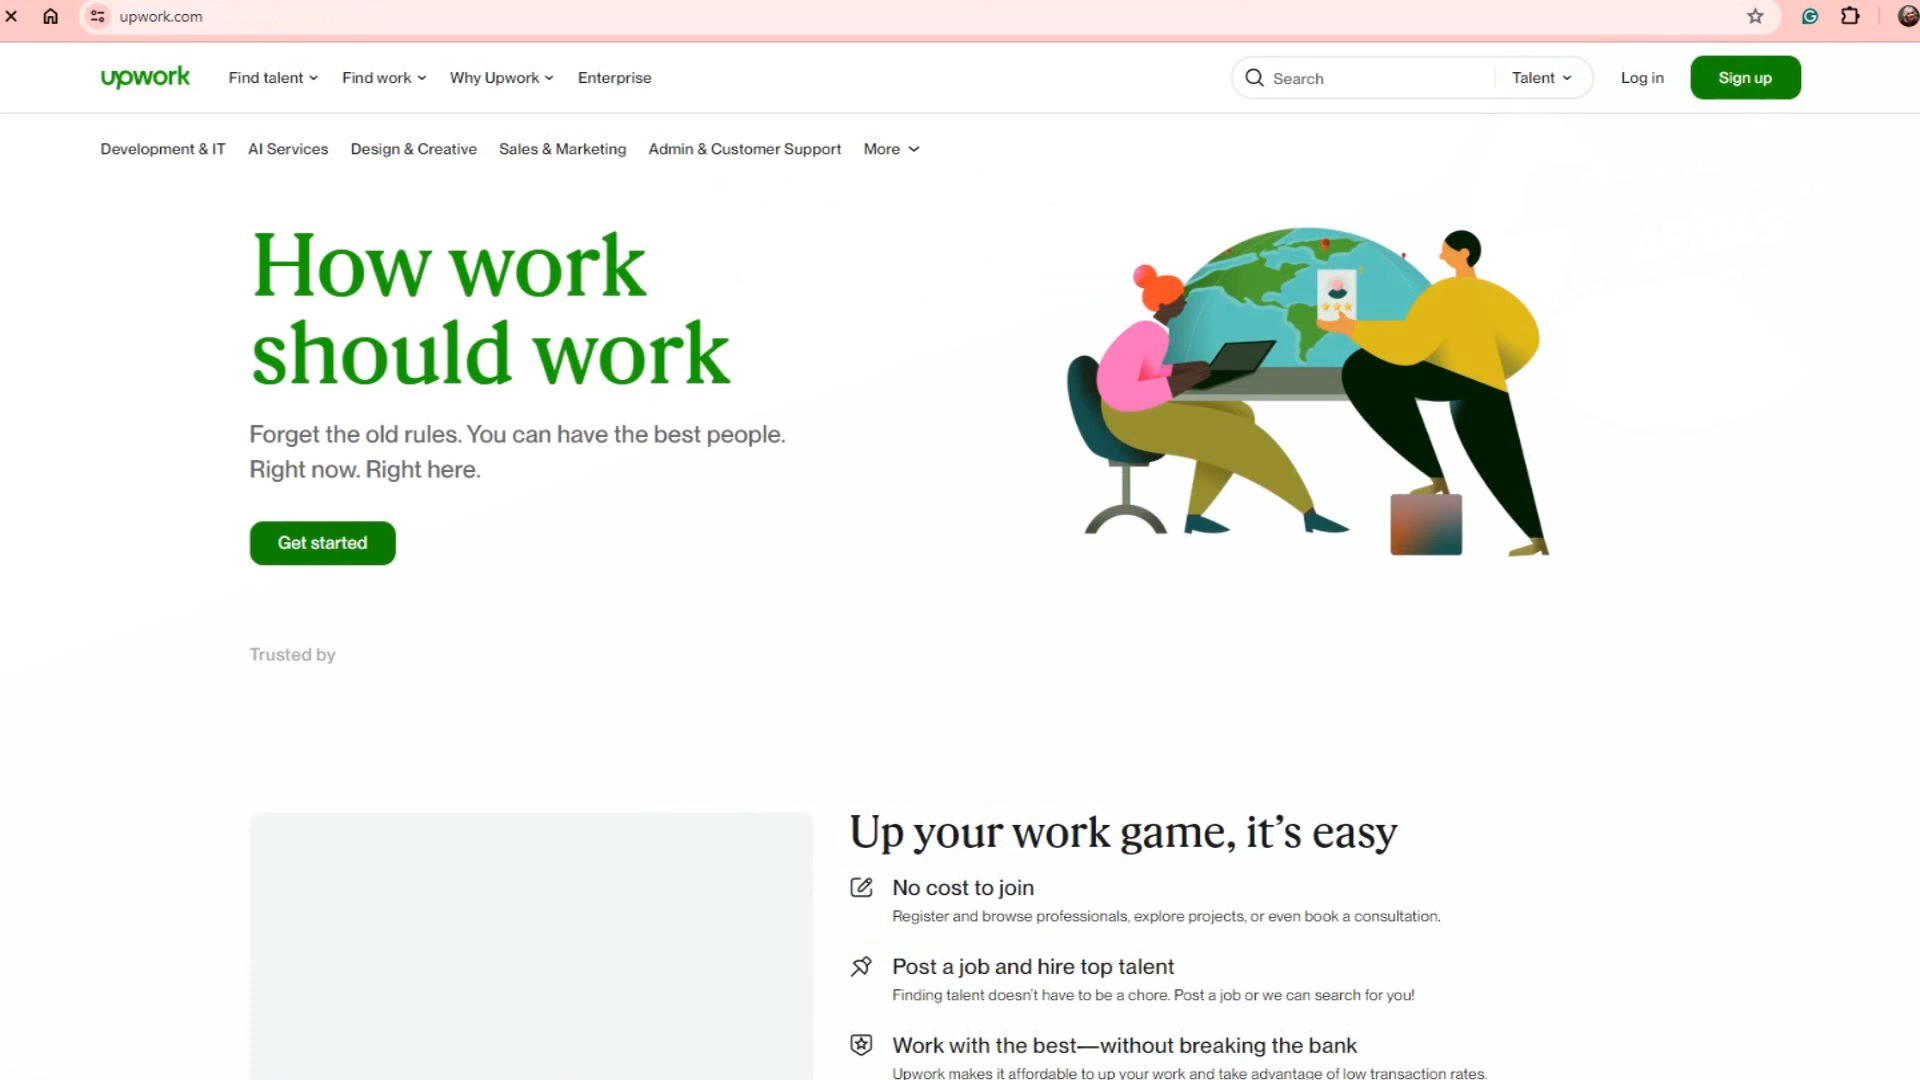 upwork.com
upwork Find talent Find work Why Upwork Enterprise Search Talent Log in Sign up
Development & IT AI Services Design & Creative Sales & Marketing Admin & Customer Support More
How work
should work
Forget the old rules. You can have the best people.
Right now. Right here.
Get started
Trusted by
Up your work game, it's easy
No cost to join
Register and browse professionals, explore projects, or even book a consultation.
Post a job and hire top talent
Finding talent doesn't have to be a chore. Post a job or we can search for you!
Work with the best—without breaking the bank
Upwork makes it affordable to up your work and take advantage of low transaction rates.